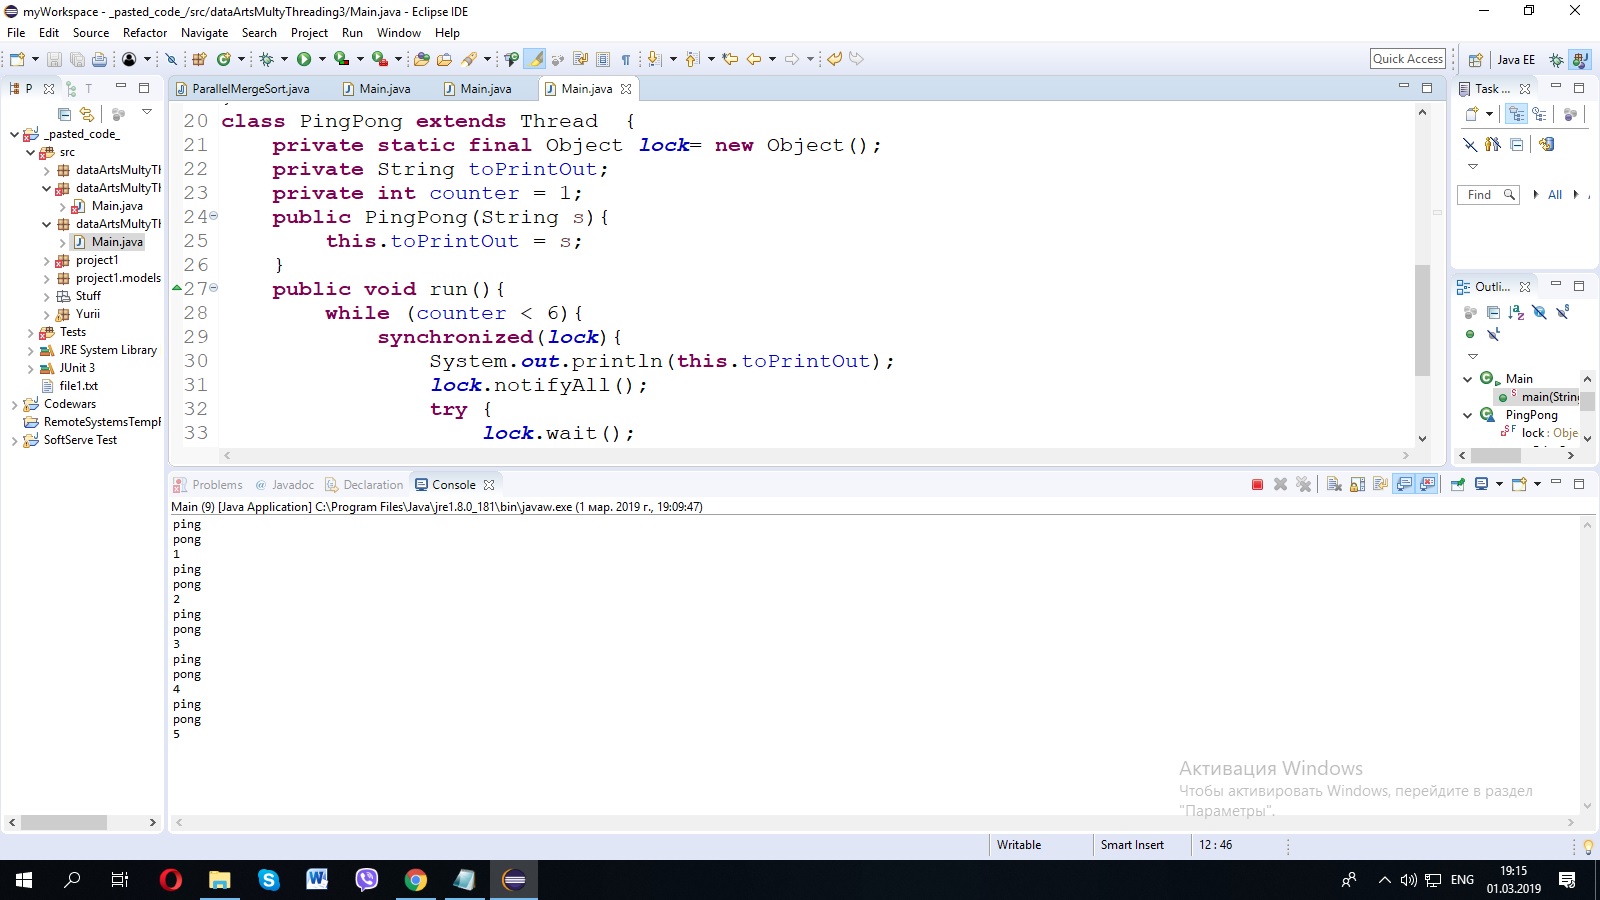 myWorkspace - _pasted_code_/src/dataArtsMultyThreading3/Main.java - Eclipse IDE
File Edit Source Refactor Navigate Search Project Run Window Help
Quick Access
Java EE
P
T
ParallelMergeSort.java
Main.java
Main.java
Main.java
Task ...
_pasted_code_
src
dataArtsMultyTh
dataArtsMultyTh
Main.java
dataArtsMultyTh
Main.java
project1
project1.models
Stuff
Yurii
Tests
JRE System Library
JUnit 3
file1.txt
Codewars
RemoteSystemsTempF
SoftServe Test
20 class PingPong extends Thread {
21 private static final Object lock= new Object();
22 private String toPrintOut;
23 private int counter = 1;
24 public PingPong(String s){
25 this.toPrintOut = s;
26 }
27 public void run(){
28 while (counter < 6){
29 synchronized(lock){
30 System.out.println(this.toPrintOut);
31 lock.notifyAll();
32 try {
33 lock.wait();
Find
All
Outli...
Main
main(String
PingPong
lock : Obje
Problems
@ Javadoc
Declaration
Console
Main (9) [Java Application] C:\Program Files\Java\jre1.8.0_181\bin\javaw.exe (1 мар. 2019 г., 19:09:47)
ping
pong
1
ping
pong
2
ping
pong
3
ping
pong
4
ping
pong
5
Активация Windows
Чтобы активировать Windows, перейдите в раздел
"Параметры".
Writable
Smart Insert
12 : 46
ENG
19:15
01.03.2019